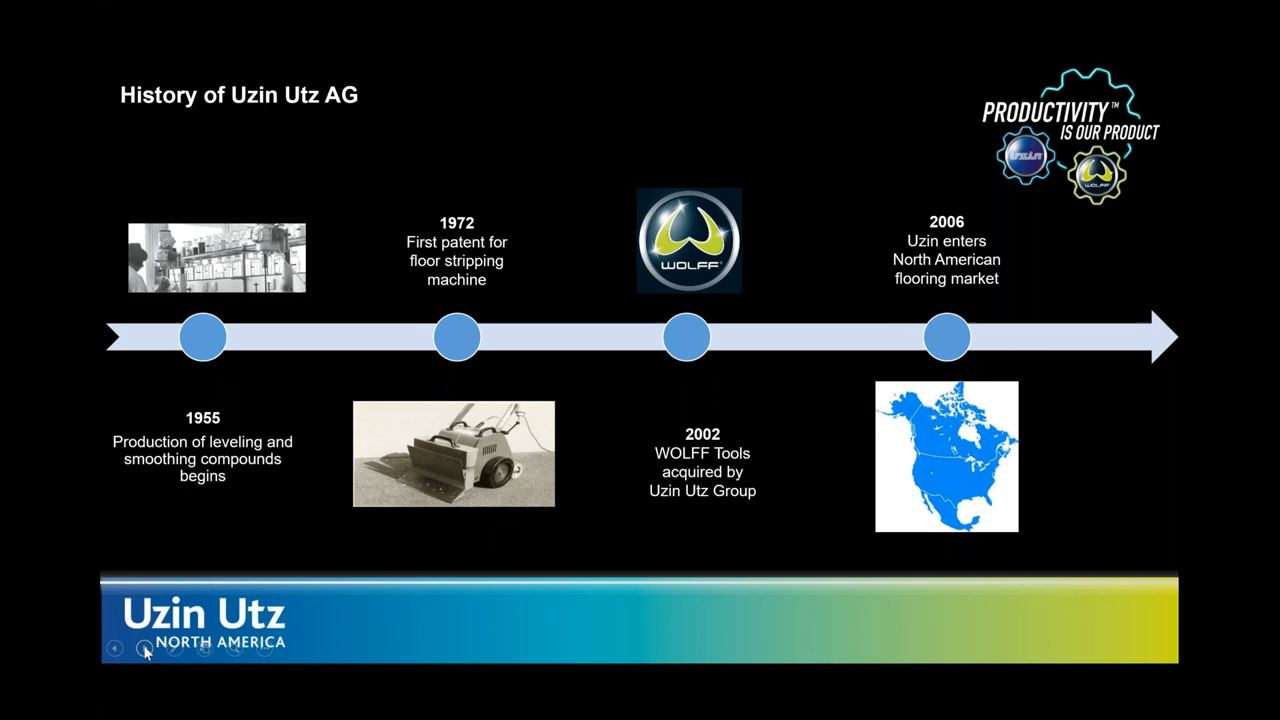 History of Uzin Utz AG
PRODUCTIVITY™
IS OUR PRODUCT
UZIN
WOLFF
1972
First patent for
floor stripping
machine
WOLFF
2006
Uzin enters
North American
flooring market
1955
Production of leveling and
smoothing compounds
begins
2002
WOLFF Tools
acquired by
Uzin Utz Group
Uzin Utz
NORTH AMERICA